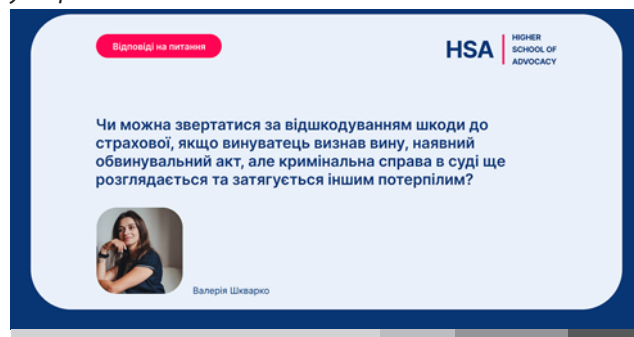 Відповіді на питання
HSA
HIGHER
SCHOOL OF
ADVOCACY
Чи можна звертатися за відшкодуванням шкоди до
страхової, якщо винуватець визнав вину, наявний
обвинувальний акт, але кримінальна справа в суді ще
розглядається та затягується іншим потерпілим?
Валерія Шкварко